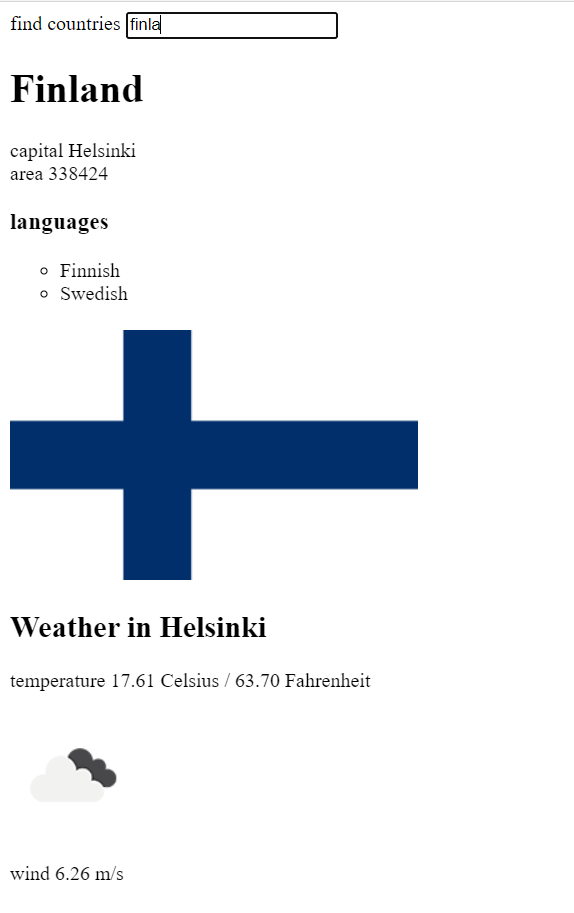 find countries finla
Finland
capital Helsinki
area 338424
languages
Finnish
Swedish
Weather in Helsinki
temperature 17.61 Celsius / 63.70 Fahrenheit
wind 6.26 m/s